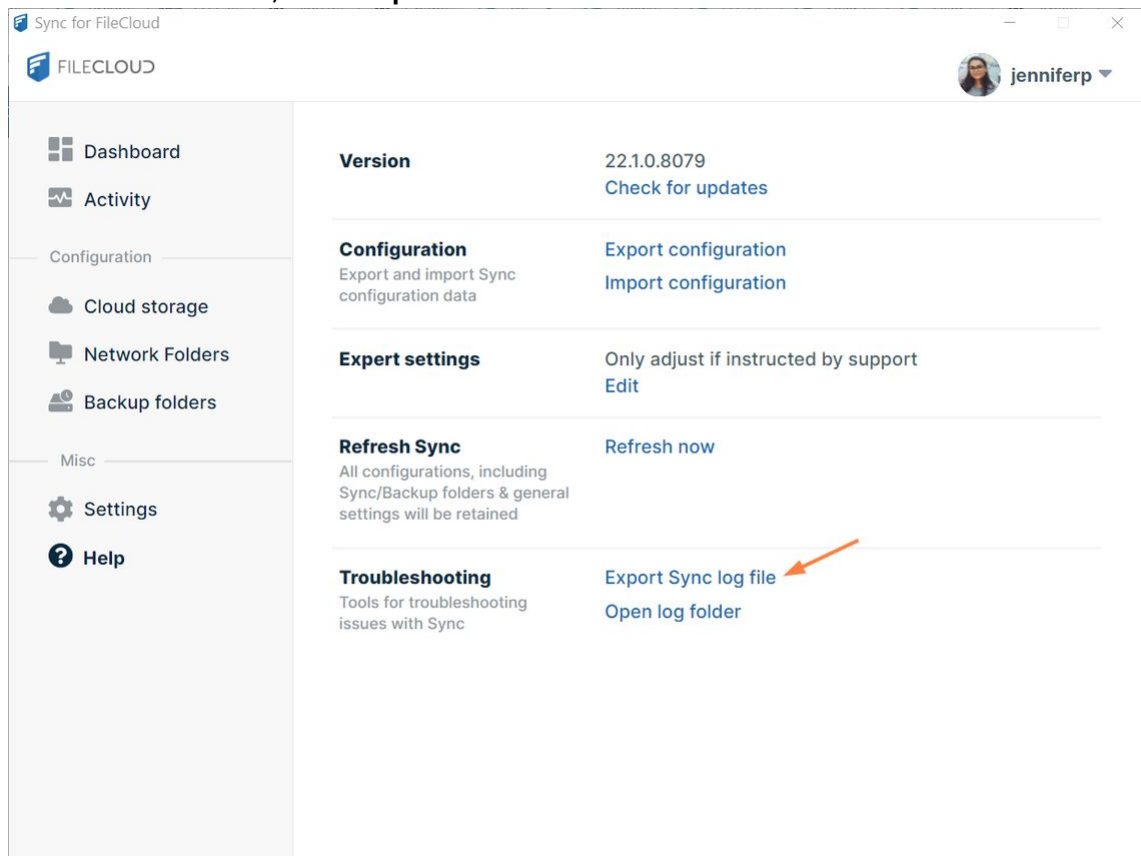 Sync for FileCloud
FILECLOUD
jenniferp
Dashboard
Activity
Configuration
Cloud storage
Network Folders
Backup folders
Misc
Settings
Help
Version
22.1.0.8079
Check for updates
Configuration
Export and import Sync
configuration data
Export configuration
Import configuration
Expert settings
Only adjust if instructed by support
Edit
Refresh Sync
All configurations, including
Sync/Backup folders & general
settings will be retained
Refresh now
Troubleshooting
Tools for troubleshooting
issues with Sync
Export Sync log file
Open log folder